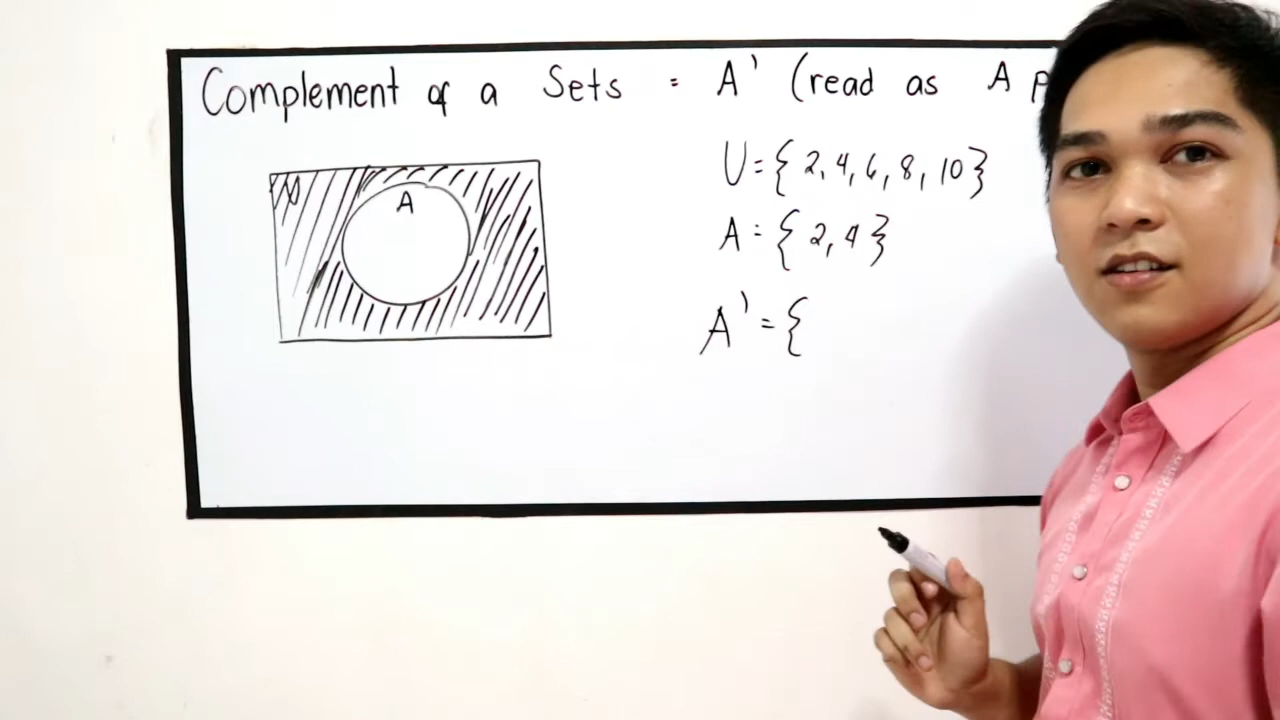 Complement of a Sets = A' (read as A p
U
A
U = { 2, 4, 6, 8, 10 }
A = { 2, 4 }
A' = {